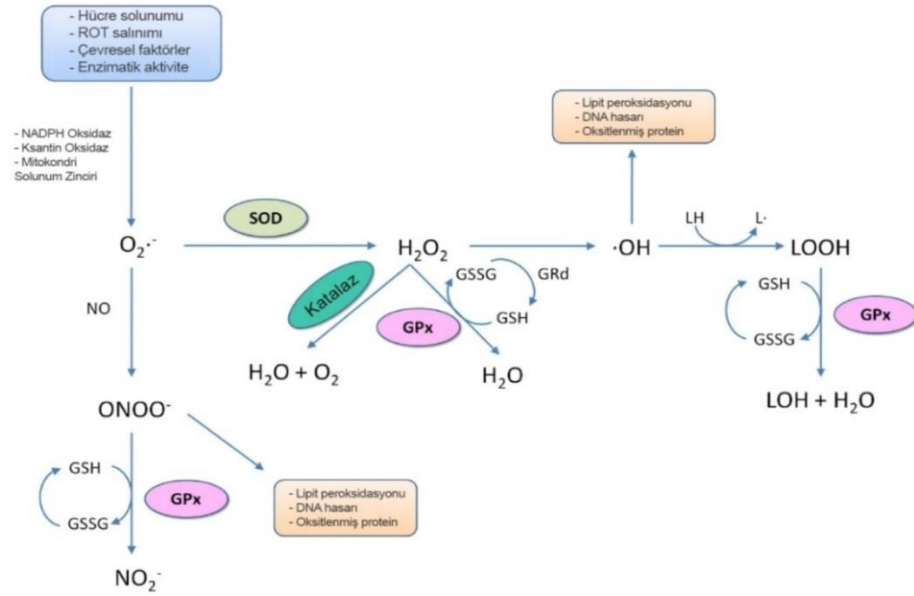 - Hücre solunumu
- ROT salınımı
- Çevresel faktörler
- Enzimatik aktivite
- NADPH Oksidaz
- Ksantin Oksidaz
- Mitokondri
Solunum Zinciri
- Lipit peroksidasyonu
- DNA hasarı
- Oksitlenmiş protein
O₂·⁻
SOD
H₂O₂
·OH
LH
L·
LOOH
NO
Katalaz
GPx
GSSG
GRd
GSH
GSH
GSSG
GPx
H₂O + O₂
H₂O
LOH + H₂O
ONOO⁻
GSH
GSSG
GPx
- Lipit peroksidasyonu
- DNA hasarı
- Oksitlenmiş protein
NO₂⁻